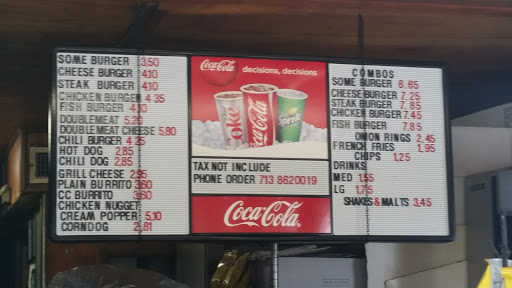 SOME BURGER 3.50
CHEESE BURGER 4.10
STEAK BURGER 4.10
CHICKEN BURGER 4.35
FISH BURGER 4.10
DOUBLEMEAT 5.20
DOUBLEMEAT CHEESE 5.80
CHILI BURGER 4.25
HOT DOG 2.85
CHILI DOG 2.85
GRILL CHEESE 2.95
PLAIN BURRITO 3.60
CC BURRITO 3.60
CHICKEN NUGGET
CREAM POPPER 5.10
CORNDOG 2.81
Coca-Cola decisions, decisions
Coke
Coca-Cola
Sprite
TAX NOT INCLUDE
PHONE ORDER 713 8620019
Coca-Cola
COMBOS
SOME BURGER 6.65
CHEESE BURGER 7.25
STEAK BURGER 7.85
CHICKEN BURGER 7.45
FISH BURGER 7.85
ONION RINGS 2.45
FRENCH FRIES 1.95
CHIPS 1.25
DRINKS
MED 1.55
LG 1.75
SHAKES & MALTS 3.45